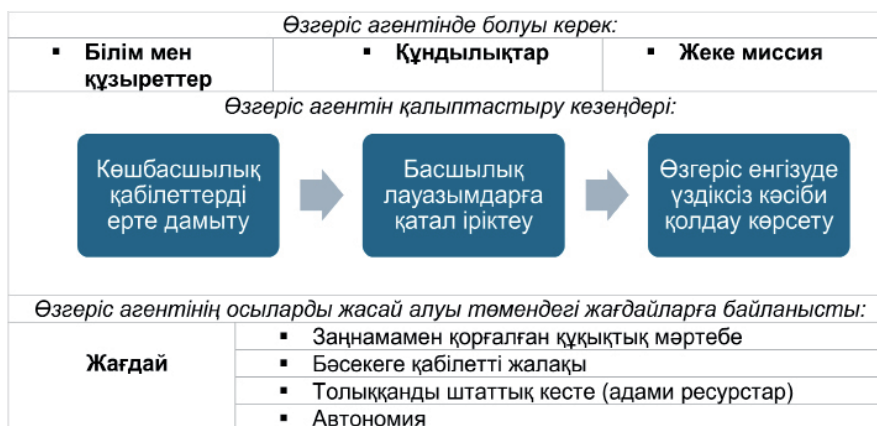 Өзгеріс агентінде болуы керек:
▪ Білім мен
құзыреттер
▪ Құндылықтар
▪ Жеке миссия
Өзгеріс агентін қалыптастыру кезеңдері:
Көшбасшылық
қабілеттерді
ерте дамыту
Басшылық
лауазымдарға
қатал іріктеу
Өзгеріс енгізуде
үздіксіз кәсіби
қолдау көрсету
Өзгеріс агентінің осыларды жасай алуы төмендегі жағдайларға байланысты:
Жағдай
▪ Заңнамамен қорғалған құқықтық мәртебе
▪ Бәсекеге қабілетті жалақы
▪ Толыққанды штаттық кесте (адами ресурстар)
▪ Автономия